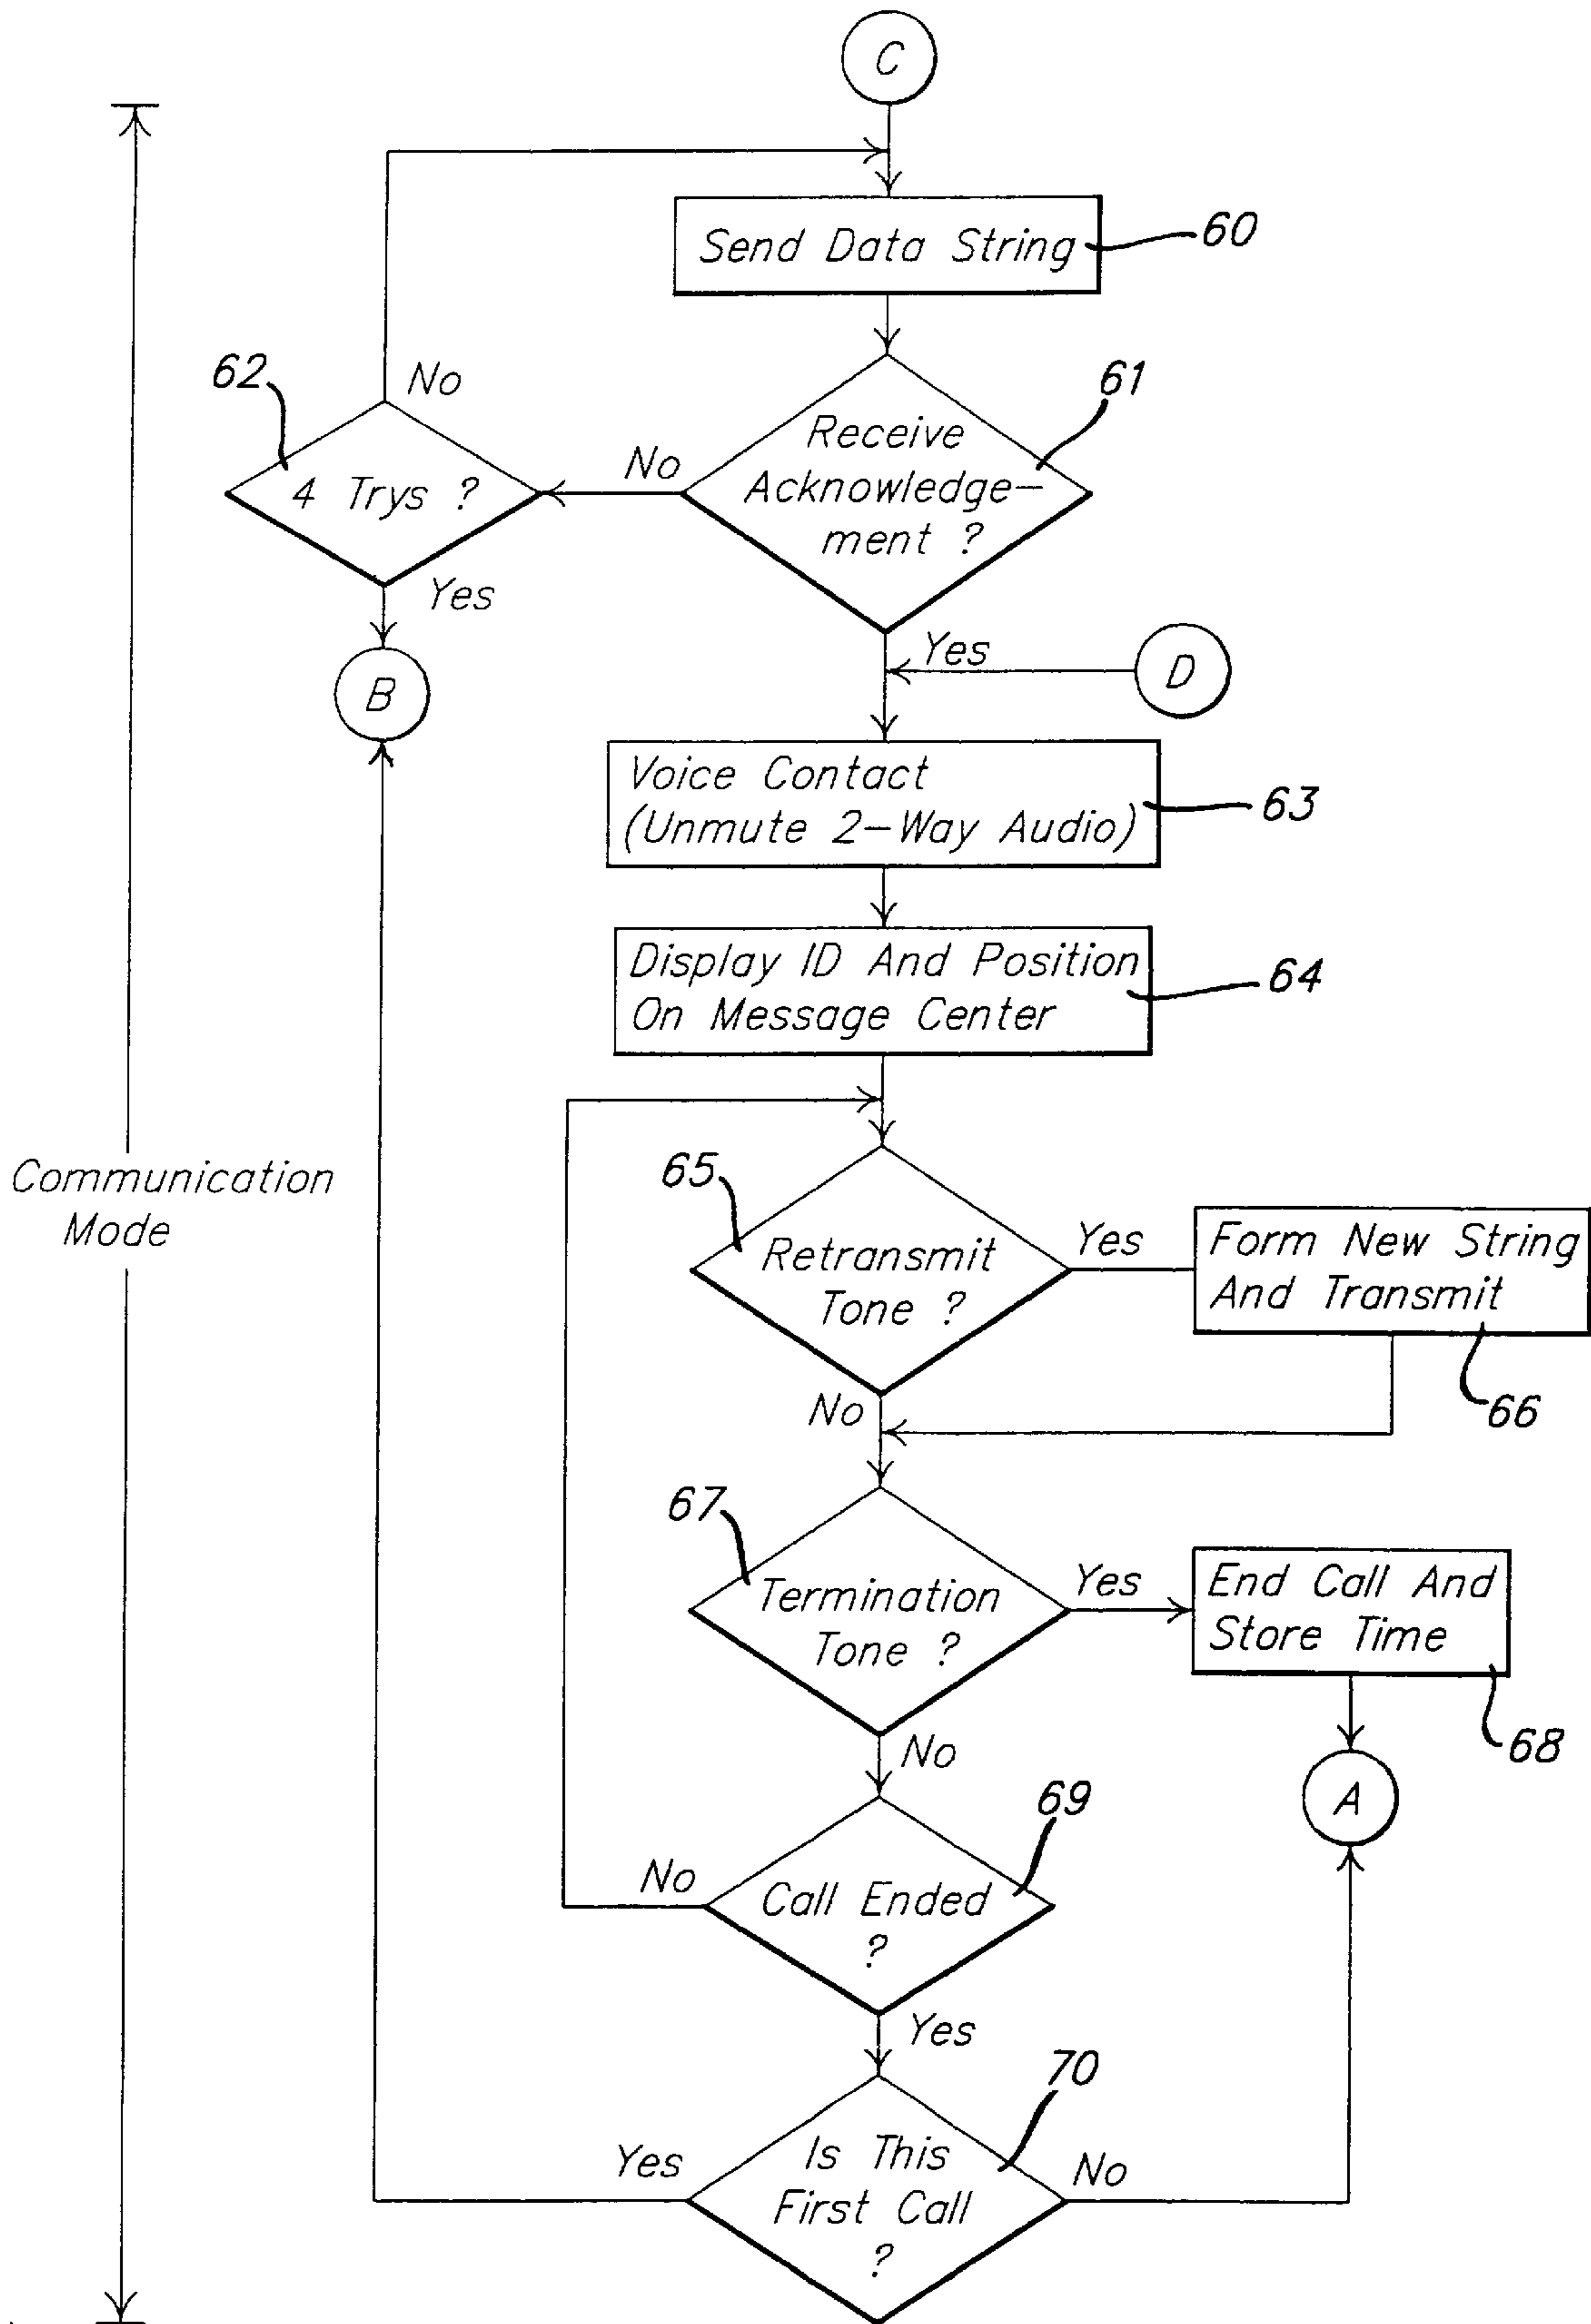 C
Send Data String
60
62
No
61
4 Trys ?
No
Receive
Acknowledge-
ment ?
Yes
Yes
D
B
Voice Contact
(Unmute 2-Way Audio)
63
Display ID And Position
On Message Center
64
Communication
Mode
65
Retransmit
Tone ?
Yes
Form New String
And Transmit
66
No
67
Termination
Tone ?
Yes
End Call And
Store Time
68
No
A
69
No
Call Ended
?
Yes
70
Yes
Is This
First Call
?
No